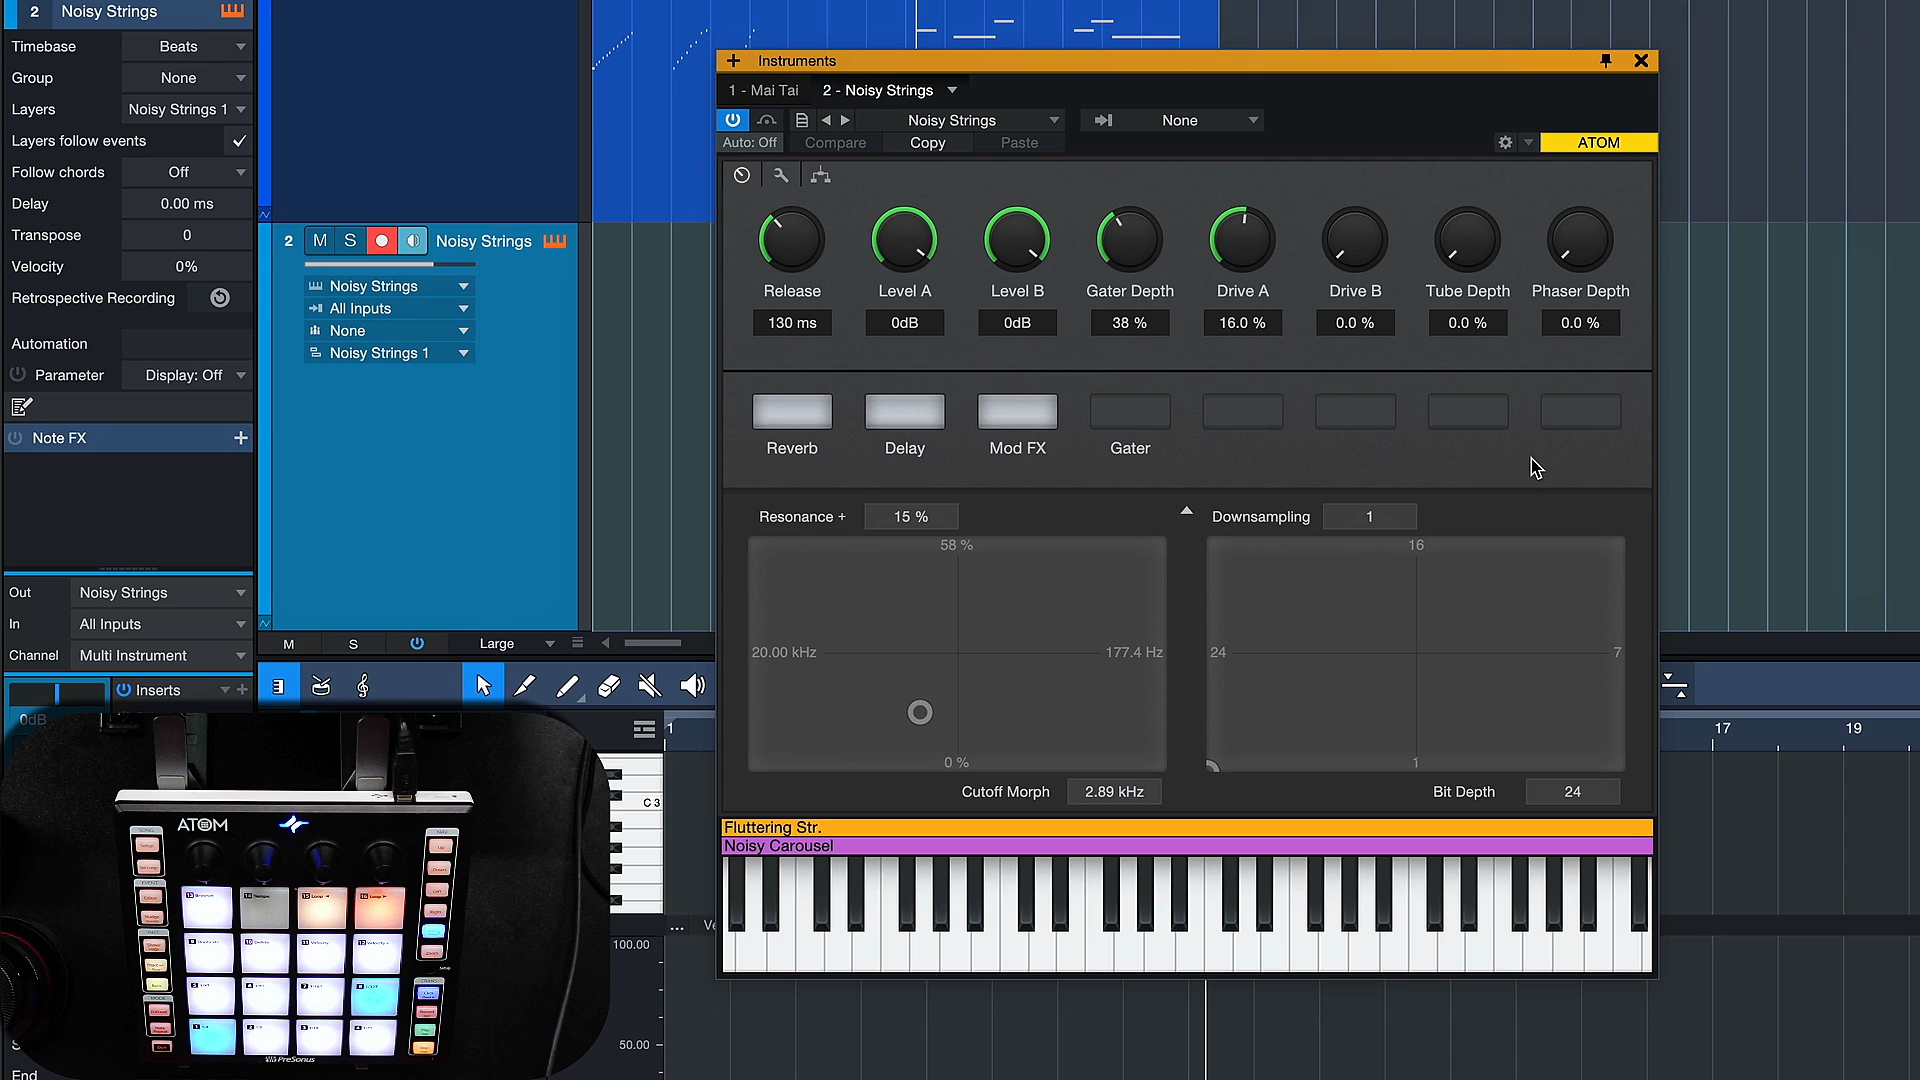 2 Noisy Strings
Timebase Beats
Group None
Layers Noisy Strings 1
Layers follow events
Follow chords Off
Delay 0.00 ms
Transpose 0
Velocity 0%
Retrospective Recording
Automation
Parameter Display: Off
Note FX
Out Noisy Strings
In All Inputs
Channel Multi Instrument
Inserts
0dB
2 M S Noisy Strings
Noisy Strings
All Inputs
None
Noisy Strings 1
M S Large
Instruments
1 - Mai Tai 2 - Noisy Strings
Noisy Strings None
Auto: Off Compare Copy Paste ATOM
Release Level A Level B Gater Depth Drive A Drive B Tube Depth Phaser Depth
130 ms 0dB 0dB 38 % 16.0 % 0.0 % 0.0 % 0.0 %
Reverb Delay Mod FX Gater
Resonance + 15 % Downsampling 1
58 % 16
20.00 kHz 177.4 Hz 24 7
0 % 1
Cutoff Morph 2.89 kHz Bit Depth 24
Fluttering Str.
Noisy Carousel
1 17 19
C 3
100.00
50.00
ATOM
PreSonus
End